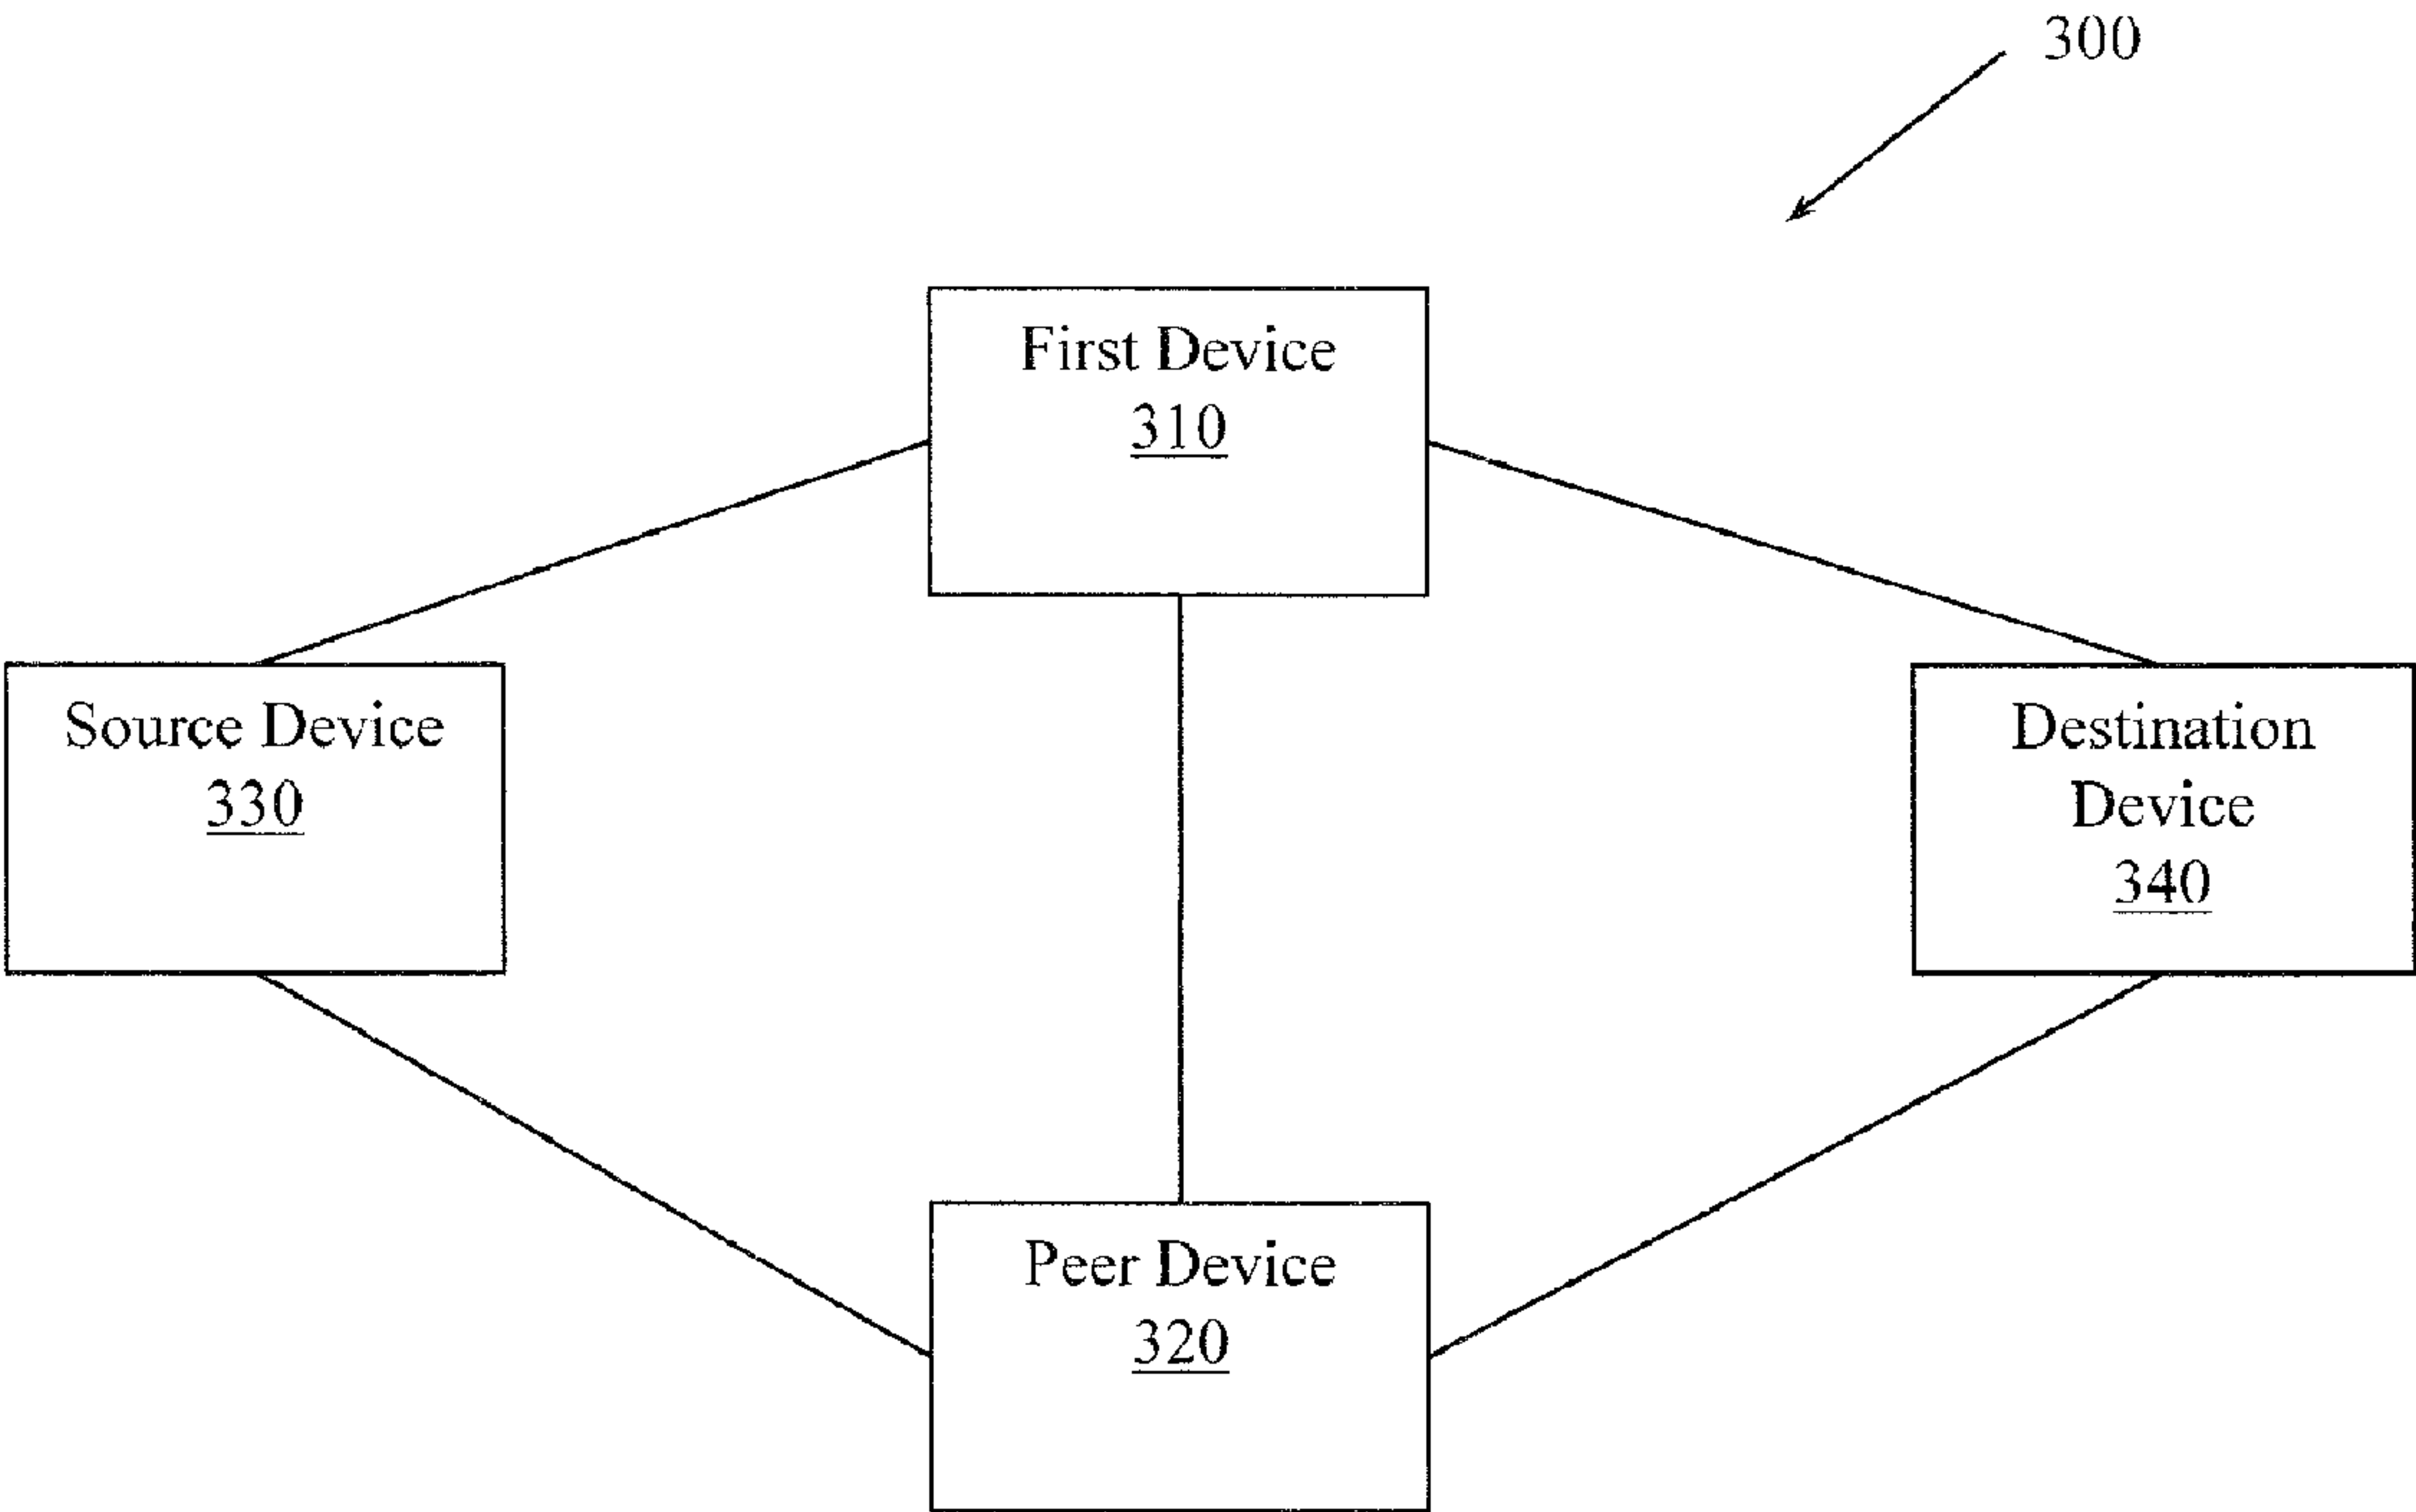 300
First Device
310
Source Device
330
Destination
Device
340
Peer Device
320